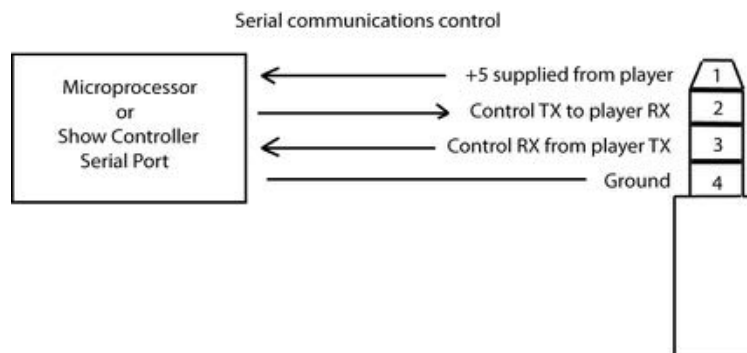 Serial communications control
Microprocessor
or
Show Controller
Serial Port
+5 supplied from player
1
Control TX to player RX
2
Control RX from player TX
3
Ground
4